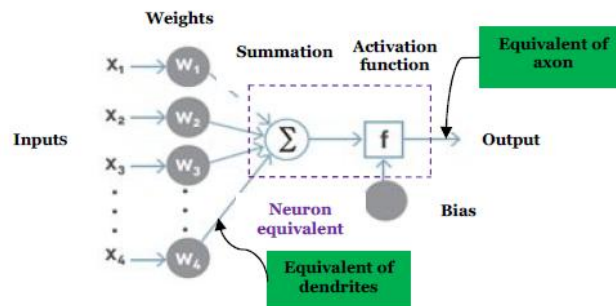 Weights
Summation
Activation
function
Equivalent of
axon
Inputs
X₁
W₁
X₂
W₂
X₃
W₃
X₄
W₄
Σ
f
Output
Bias
Neuron
equivalent
Equivalent of
dendrites